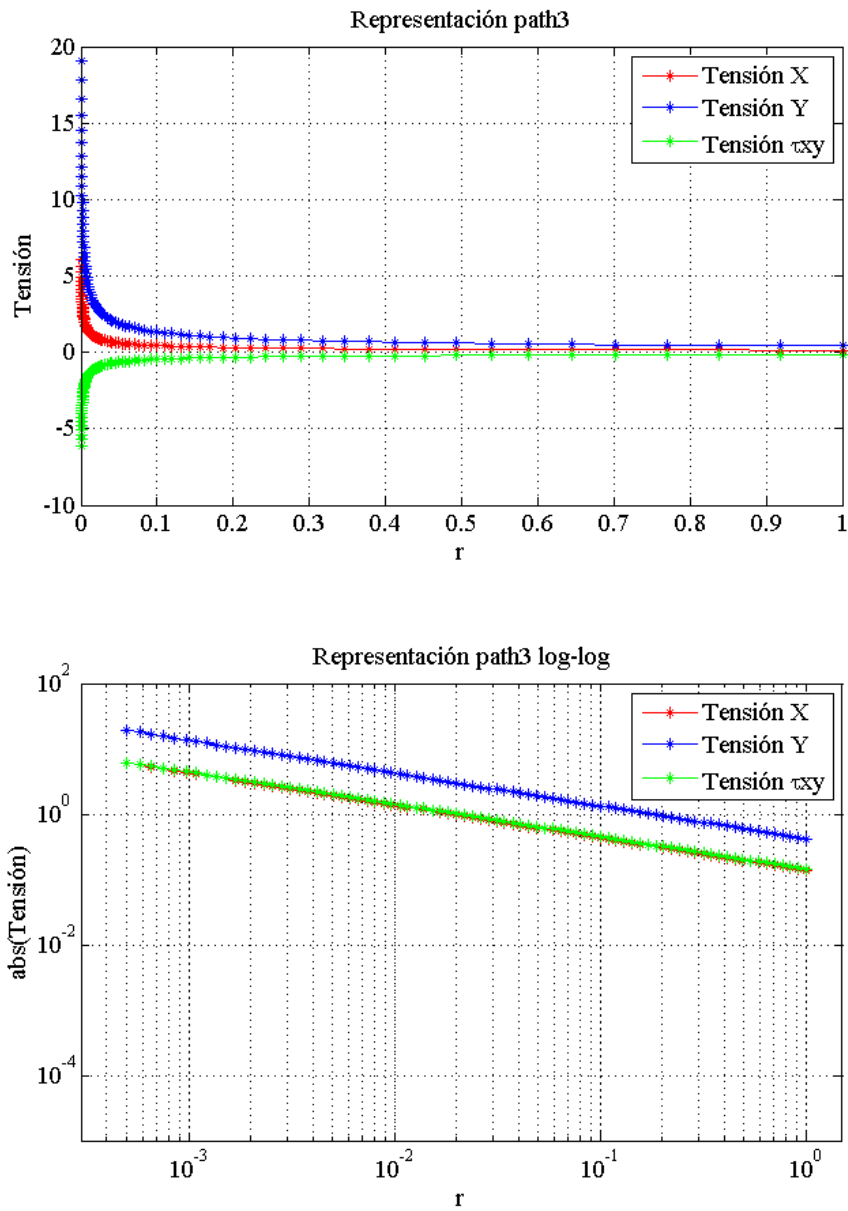 Representación path3
20
15
10
5
0
-5
-10
Tensión
Tensión X
Tensión Y
Tensión τxy
0 0.1 0.2 0.3 0.4 0.5 0.6 0.7 0.8 0.9 1
r
Representación path3 log-log
10^2
10^0
10^-2
10^-4
abs(Tensión)
Tensión X
Tensión Y
Tensión τxy
10^-3 10^-2 10^-1 10^0
r